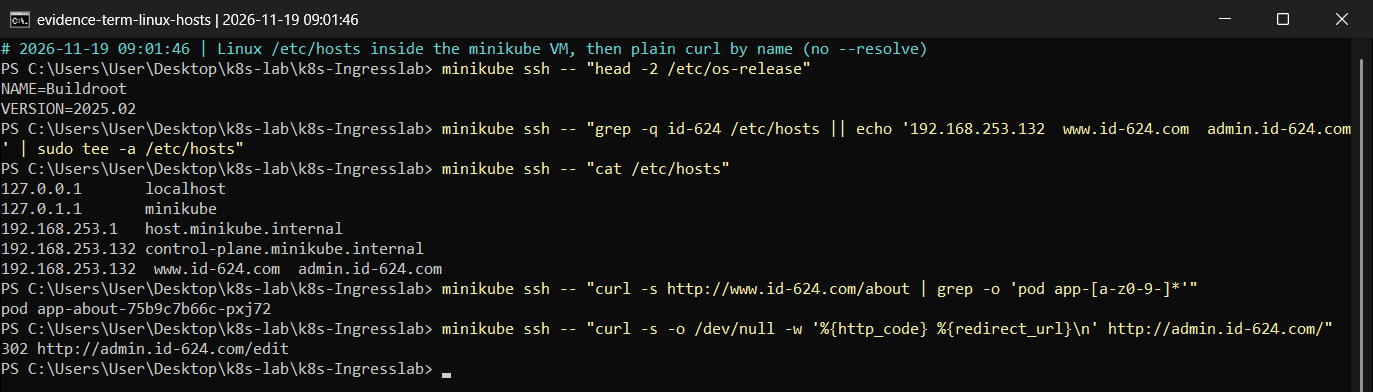 evidence-term-linux-hosts | 2026-11-19 09:01:46
# 2026-11-19 09:01:46 | Linux /etc/hosts inside the minikube VM, then plain curl by name (no --resolve)
PS C:\Users\User\Desktop\k8s-lab\k8s-Ingresslab> minikube ssh -- "head -2 /etc/os-release"
NAME=Buildroot
VERSION=2025.02
PS C:\Users\User\Desktop\k8s-lab\k8s-Ingresslab> minikube ssh -- "grep -q id-624 /etc/hosts || echo '192.168.253.132  www.id-624.com  admin.id-624.com
' | sudo tee -a /etc/hosts"
PS C:\Users\User\Desktop\k8s-lab\k8s-Ingresslab> minikube ssh -- "cat /etc/hosts"
127.0.0.1       localhost
127.0.1.1       minikube
192.168.253.1   host.minikube.internal
192.168.253.132 control-plane.minikube.internal
192.168.253.132  www.id-624.com  admin.id-624.com
PS C:\Users\User\Desktop\k8s-lab\k8s-Ingresslab> minikube ssh -- "curl -s http://www.id-624.com/about | grep -o 'pod app-[a-z0-9-]*'"
pod app-about-75b9c7b66c-pxj72
PS C:\Users\User\Desktop\k8s-lab\k8s-Ingresslab> minikube ssh -- "curl -s -o /dev/null -w '%{http_code} %{redirect_url}\n' http://admin.id-624.com/"
302 http://admin.id-624.com/edit
PS C:\Users\User\Desktop\k8s-lab\k8s-Ingresslab>